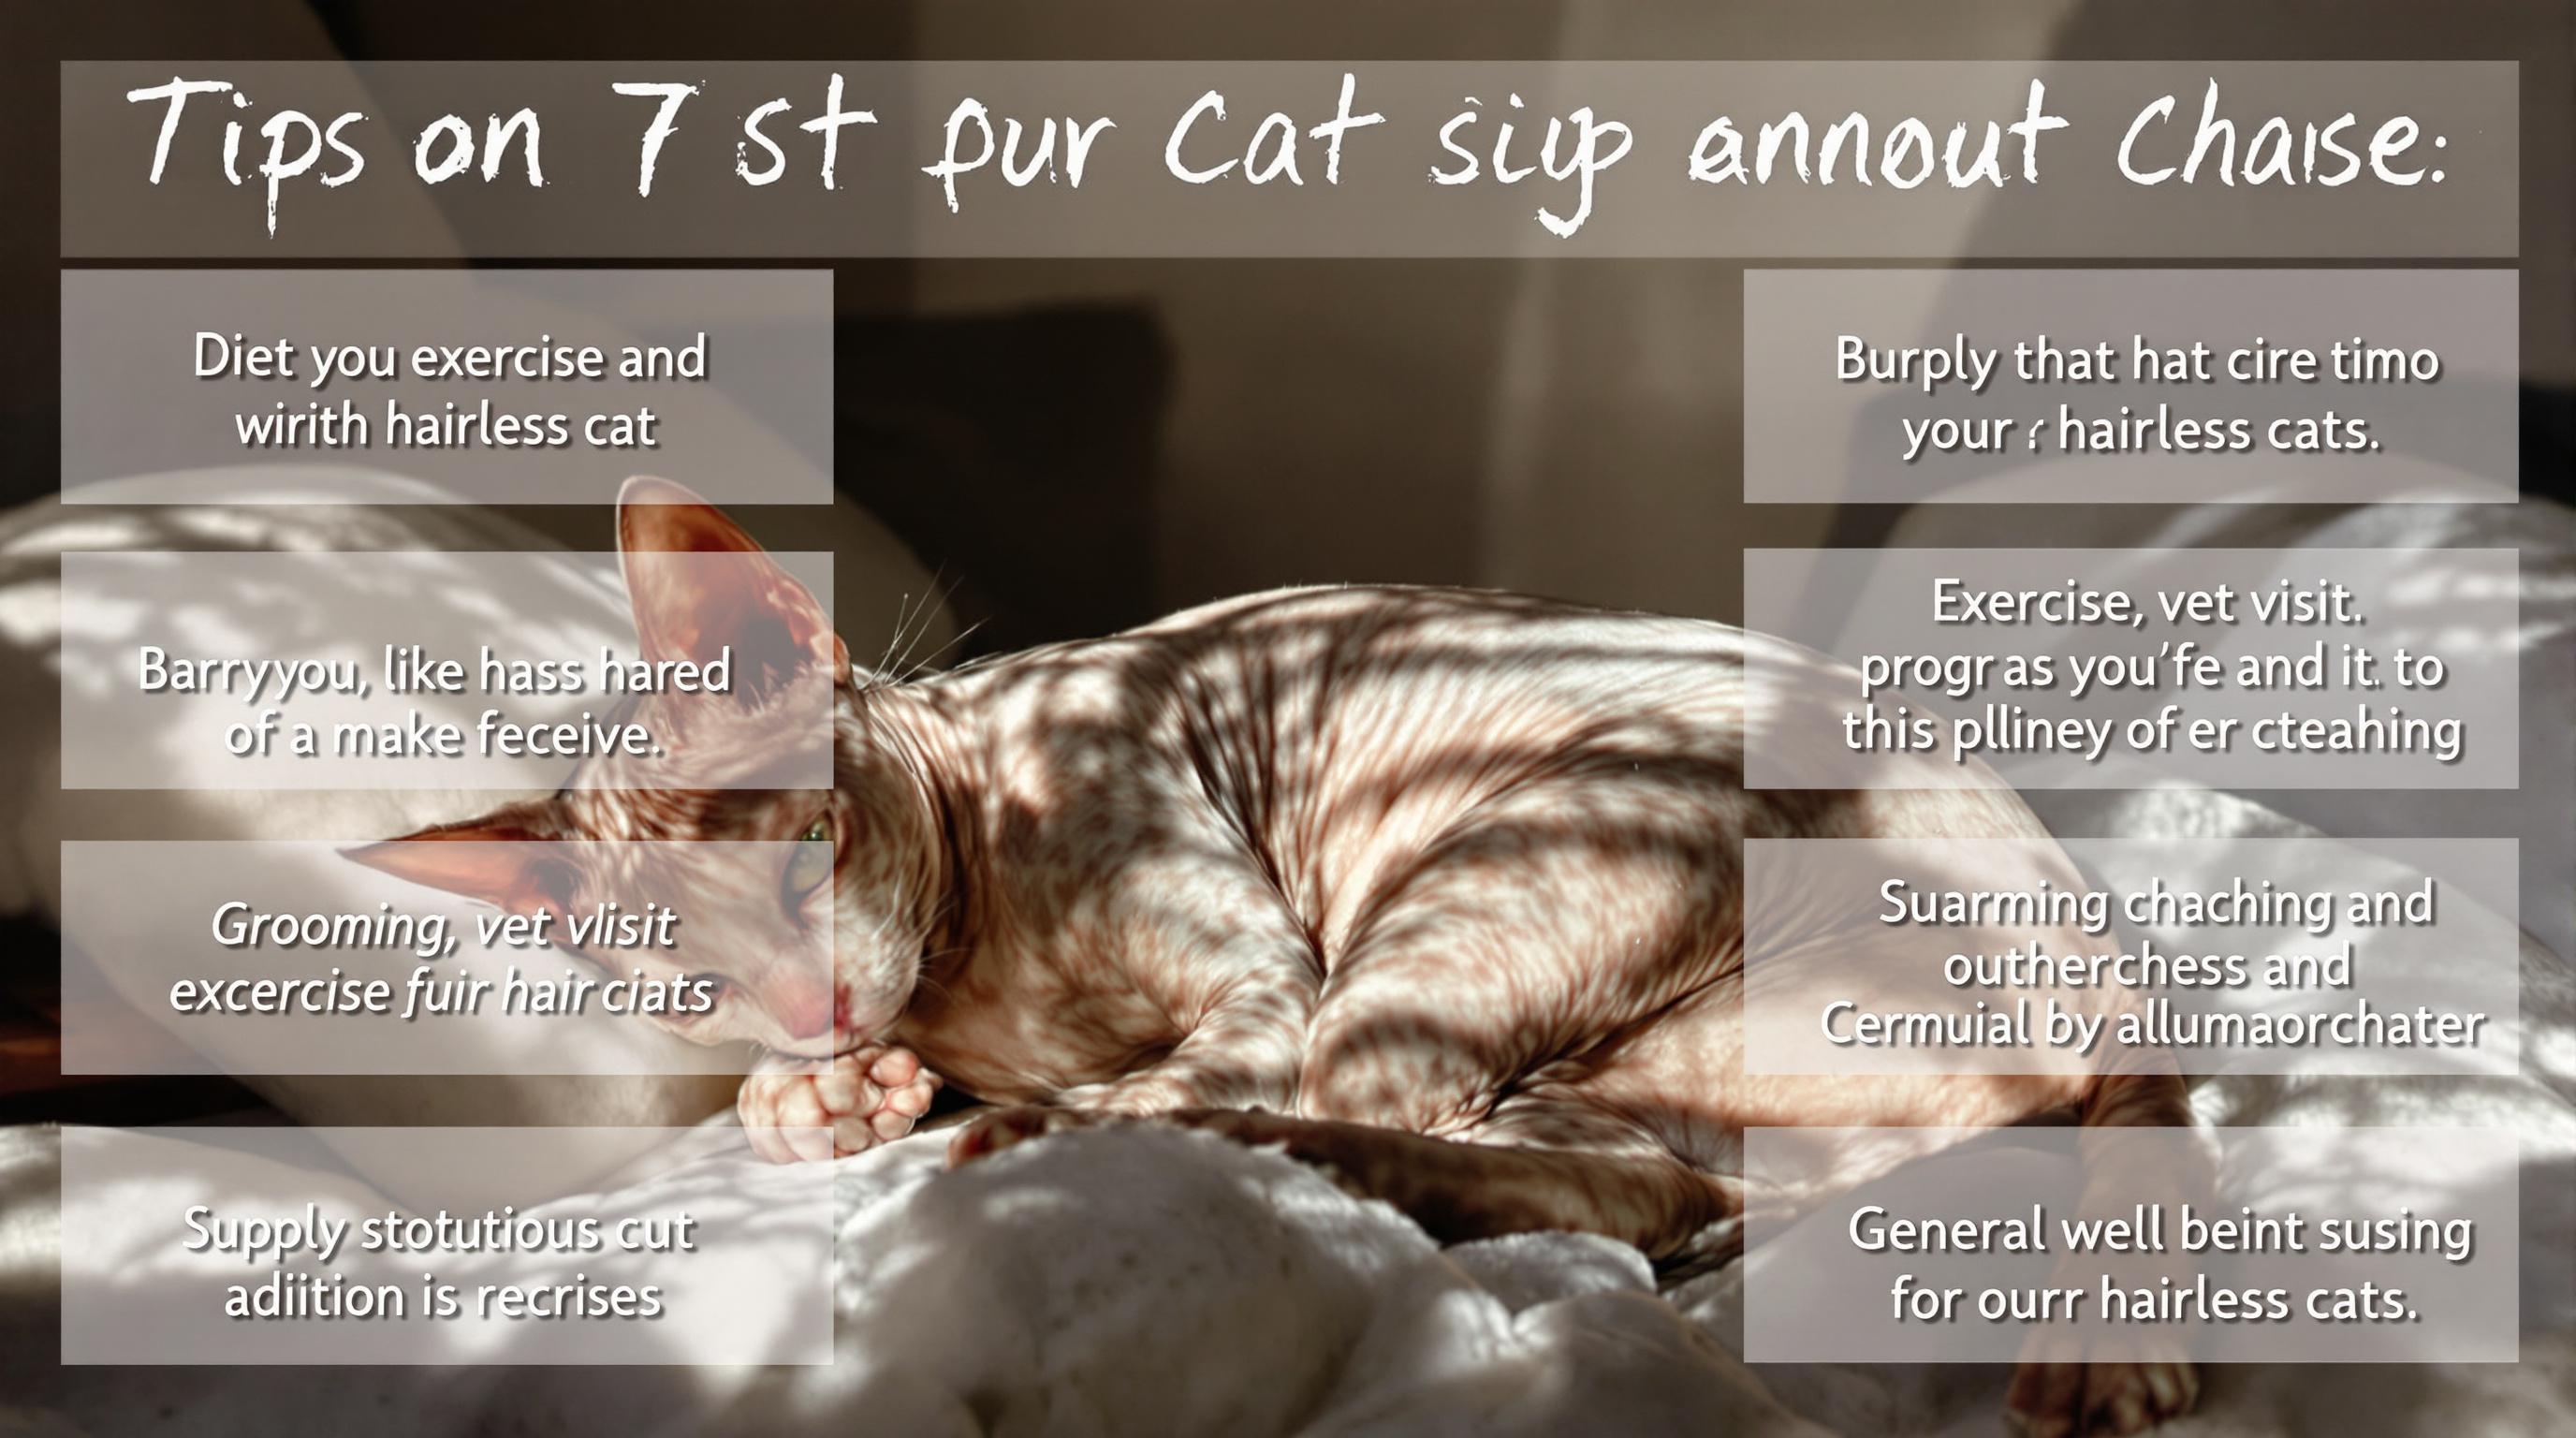 Tips on 7 st pur Cat siyp annout Chaise:
Diet you exercise and
wirith hairless cat
Barryyou, like hass hared
of a make feceive.
Grooming, vet vlisit
excercise fuir hair ciats
Supply stotutious cut
adiition is recrises
Burply that hat cire timo
your hairless cats.
Exercise, vet visit.
progr as you'fe and it. to
this plliney of er cteahing
Suarming chaching and
outherchess and
Cermuial by allumaorchater
General well beint susing
for ourr hairless cats.